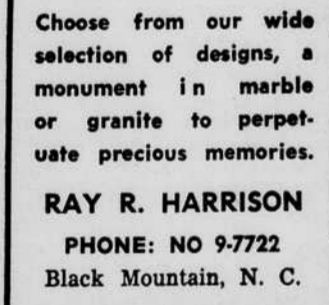 Choose from our wide
selection of designs, a
monument in marble
or granite to perpet-
uate precious memories.
RAY R. HARRISON
PHONE: NO 9-7722
Black Mountain, N. C.